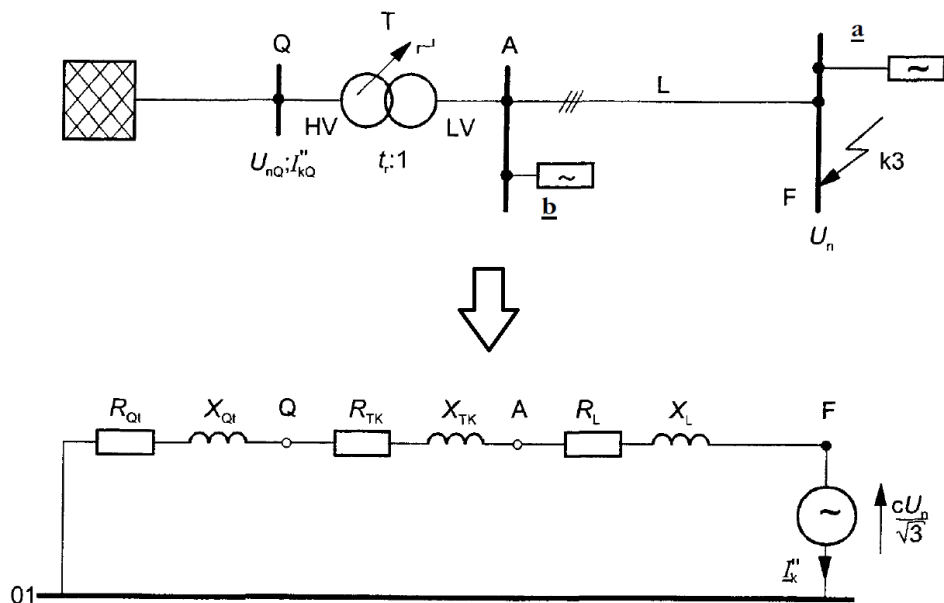 T
Q
A
a
~
HV
LV
L
U_nQ; I''_kQ
t_r:1
~
b
k3
F
U_n
R_Qt
X_Qt
Q
R_TK
X_TK
A
R_L
X_L
F
~
cU_n
√3
I''_k
01